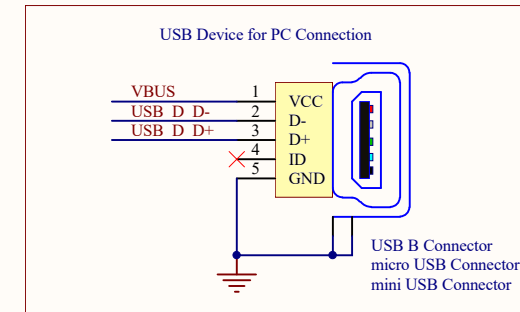 USB Device for PC Connection
VBUS 1 VCC
USB D D- 2 D-
USB D D+ 3 D+
4 ID
5 GND
USB B Connector
micro USB Connector
mini USB Connector